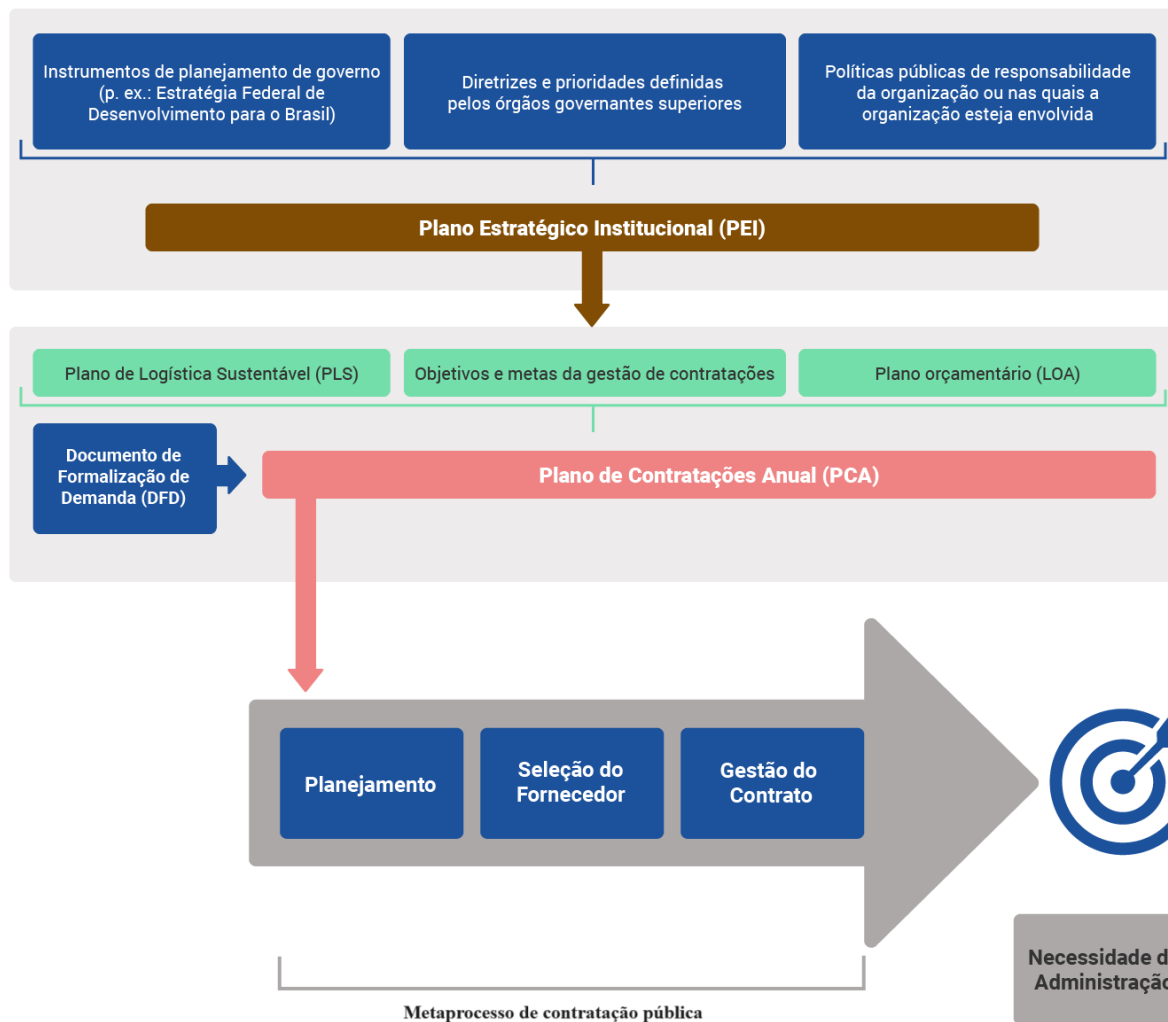 Instrumentos de planejamento de governo
(p. ex.: Estratégia Federal de
Desenvolvimento para o Brasil)
Diretrizes e prioridades definidas
pelos órgãos governantes superiores
Políticas públicas de responsabilidade
da organização ou nas quais a
organização esteja envolvida
Plano Estratégico Institucional (PEI)
Plano de Logística Sustentável (PLS)
Objetivos e metas da gestão de contratações
Plano orçamentário (LOA)
Documento de
Formalização de
Demanda (DFD)
Plano de Contratações Anual (PCA)
Planejamento
Seleção do
Fornecedor
Gestão do
Contrato
Necessidade d
Administração
Metaprocesso de contratação pública